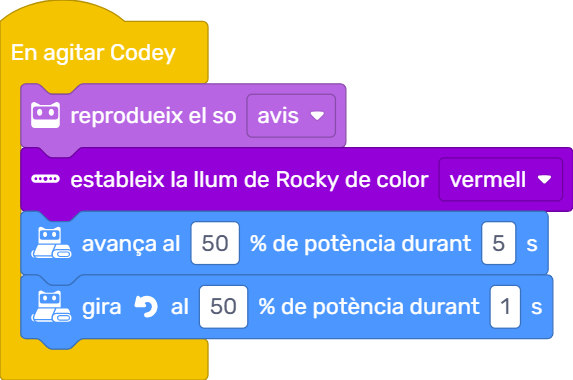 En agitar Codey
reprodueix el so avis
estableix la llum de Rocky de color vermell
avança al 50 % de potència durant 5 s
gira al 50 % de potència durant 1 s